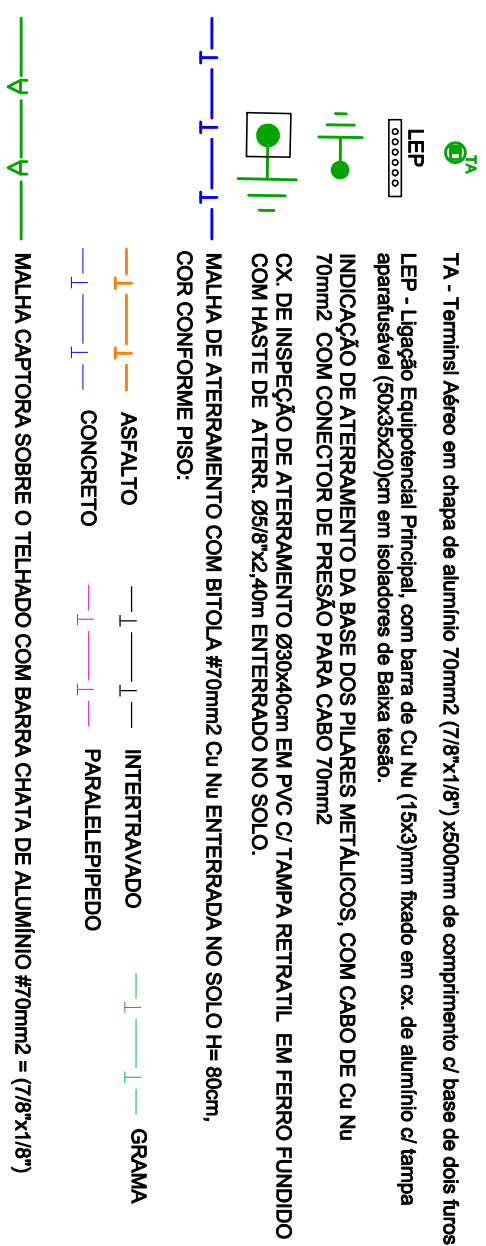 TA
TA - Terminsl Aéreo em chapa de alumínio 70mm2 (7/8"x1/8") x500mm de comprimento c/ base de dois furos
LEP
LEP - Ligação Equipotencial Principal, com barra de Cu Nu (15x3)mm fixado em cx. de alumínio c/ tampa
aparafusável (50x35x20)cm em isoladores de Baixa tesão.
INDICAÇÃO DE ATERRAMENTO DA BASE DOS PILARES METÁLICOS, COM CABO DE Cu Nu
70mm2 COM CONECTOR DE PRESÃO PARA CABO 70mm2
CX. DE INSPEÇÃO DE ATERRAMENTO Ø30x40cm EM PVC C/ TAMPA RETRATIL EM FERRO FUNDIDO
COM HASTE DE ATERR. Ø5/8"x2,40m ENTERRADO NO SOLO.
MALHA DE ATERRAMENTO COM BITOLA #70mm2 Cu Nu ENTERRADA NO SOLO H= 80cm,
COR CONFORME PISO:
ASFALTO
INTERTRAVADO
GRAMA
CONCRETO
PARALELEPIPEDO
MALHA CAPTORA SOBRE O TELHADO COM BARRA CHATA DE ALUMÍNIO #70mm2 = (7/8"x1/8")